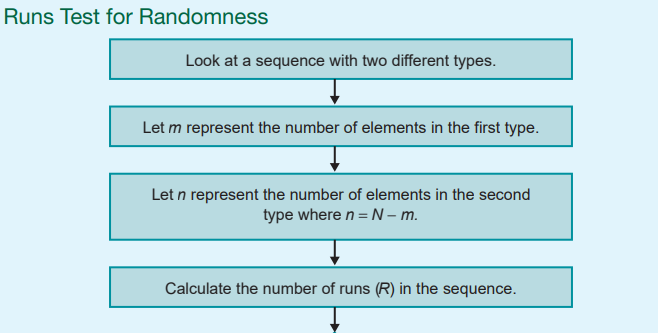 Runs Test for Randomness
Look at a sequence with two different types.
Let m represent the number of elements in the first type.
Let n represent the number of elements in the second
type where n = N – m.
Calculate the number of runs (R) in the sequence.